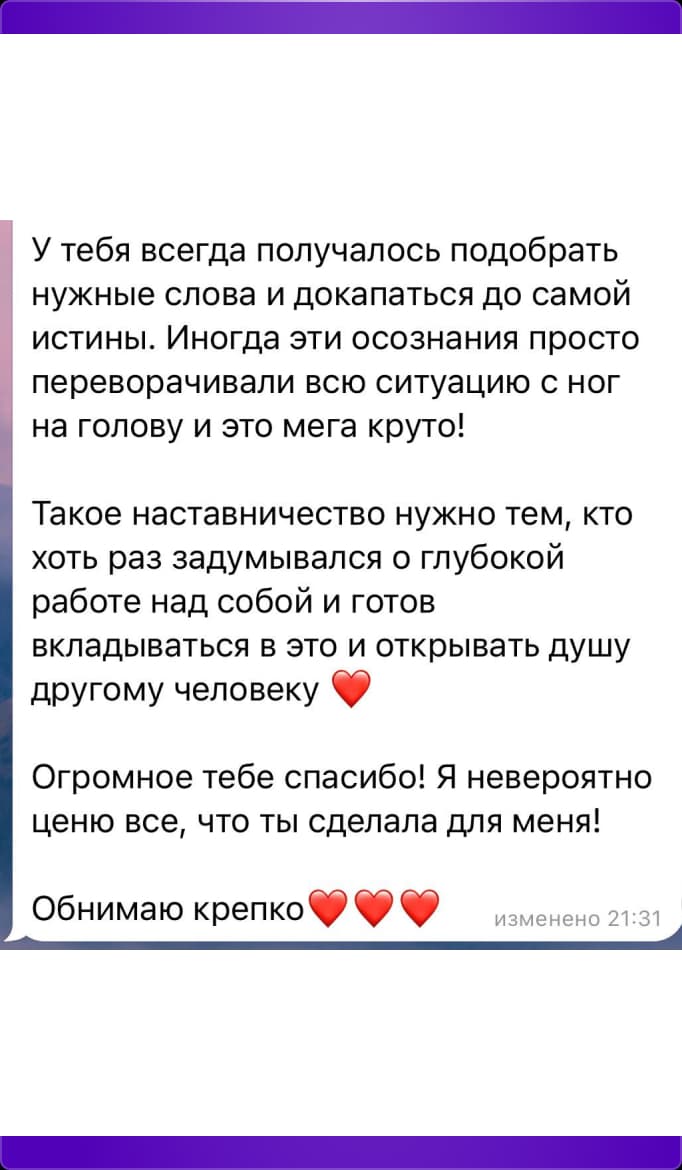 У тебя всегда получалось подобрать
нужные слова и докапаться до самой
истины. Иногда эти осознания просто
переворачивали всю ситуацию с ног
на голову и это мега круто!
Такое наставничество нужно тем, кто
хоть раз задумывался о глубокой
работе над собой и готов
вкладываться в это и открывать душу
другому человеку ❤️
Огромное тебе спасибо! Я невероятно
ценю все, что ты сделала для меня!
Обнимаю крепко❤️❤️❤️ изменено 21:31